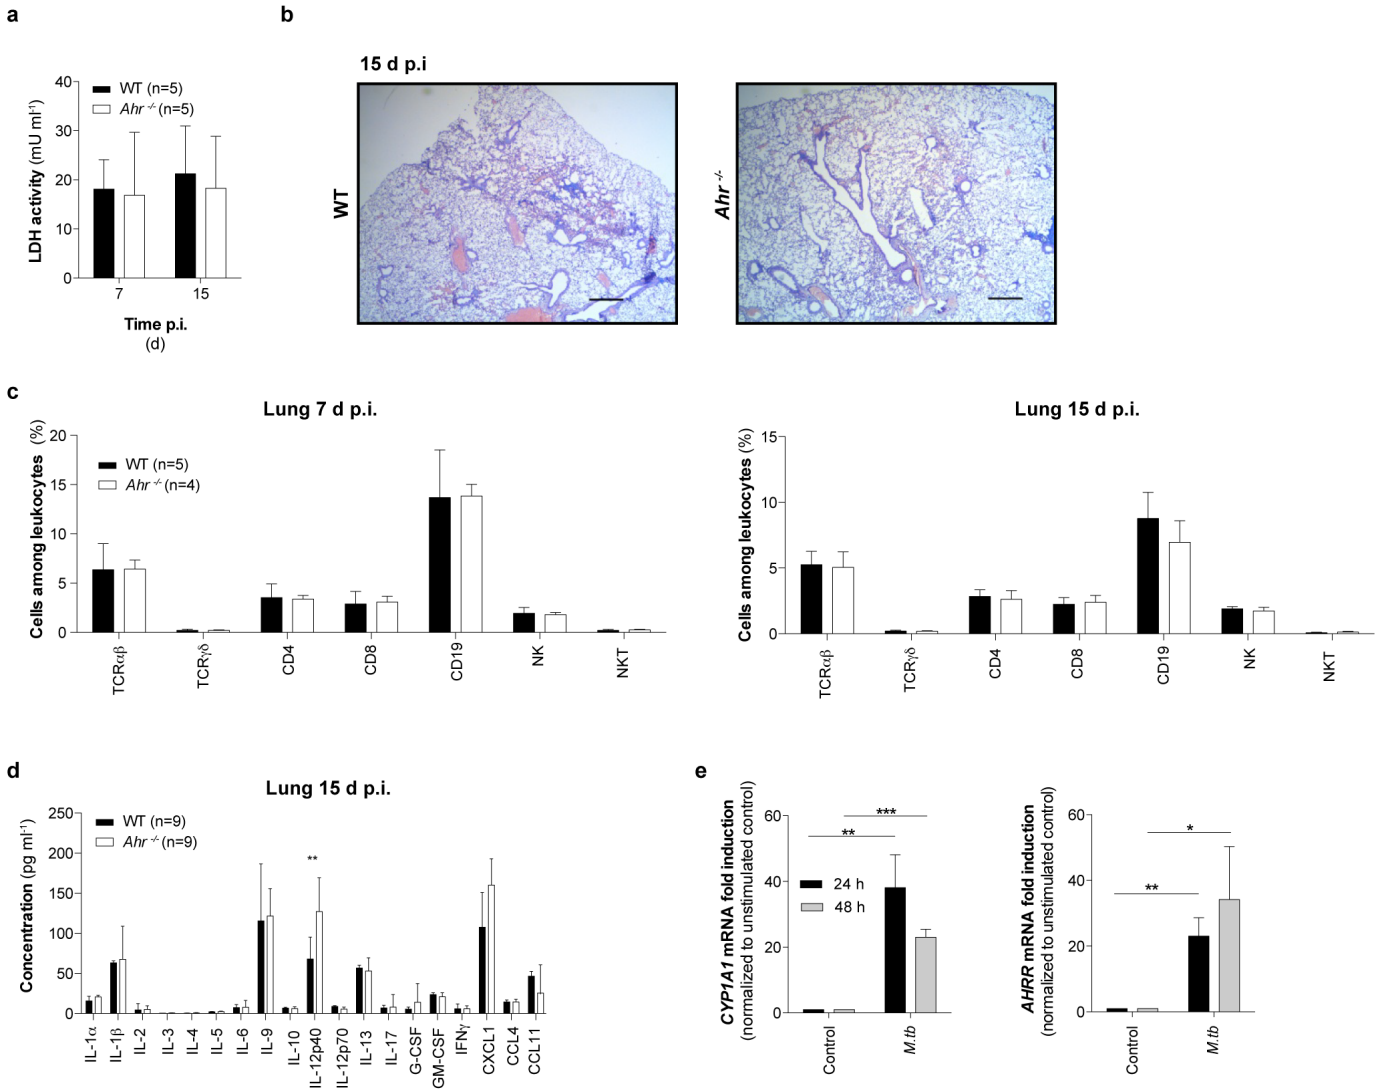 a
b
15 d p.i
LDH activity (mU ml⁻¹)
40
30
20
10
0
WT (n=5)
Ahr -/- (n=5)
7
15
Time p.i.
(d)
WT
Ahr -/-
c
Lung 7 d p.i.
Cells among leukocytes (%)
20
15
10
5
0
WT (n=5)
Ahr -/- (n=4)
TCRαβ
TCRγδ
CD4
CD8
CD19
NK
NKT
Lung 15 d p.i.
Cells among leukocytes (%)
15
10
5
0
TCRαβ
TCRγδ
CD4
CD8
CD19
NK
NKT
d
Lung 15 d p.i.
Concentration (pg ml⁻¹)
250
200
150
100
50
0
WT (n=9)
Ahr -/- (n=9)
**
IL-1α
IL-1β
IL-2
IL-3
IL-4
IL-5
IL-6
IL-9
IL-10
IL-12p40
IL-12p70
IL-13
IL-17
G-CSF
GM-CSF
IFNγ
CXCL1
CCL4
CCL11
e
CYP1A1 mRNA fold induction
(normalized to unstimulated control)
60
40
20
0
***
**
24 h
48 h
Control
M.tb
AHRR mRNA fold induction
(normalized to unstimulated control)
60
40
20
0
*
**
Control
M.tb